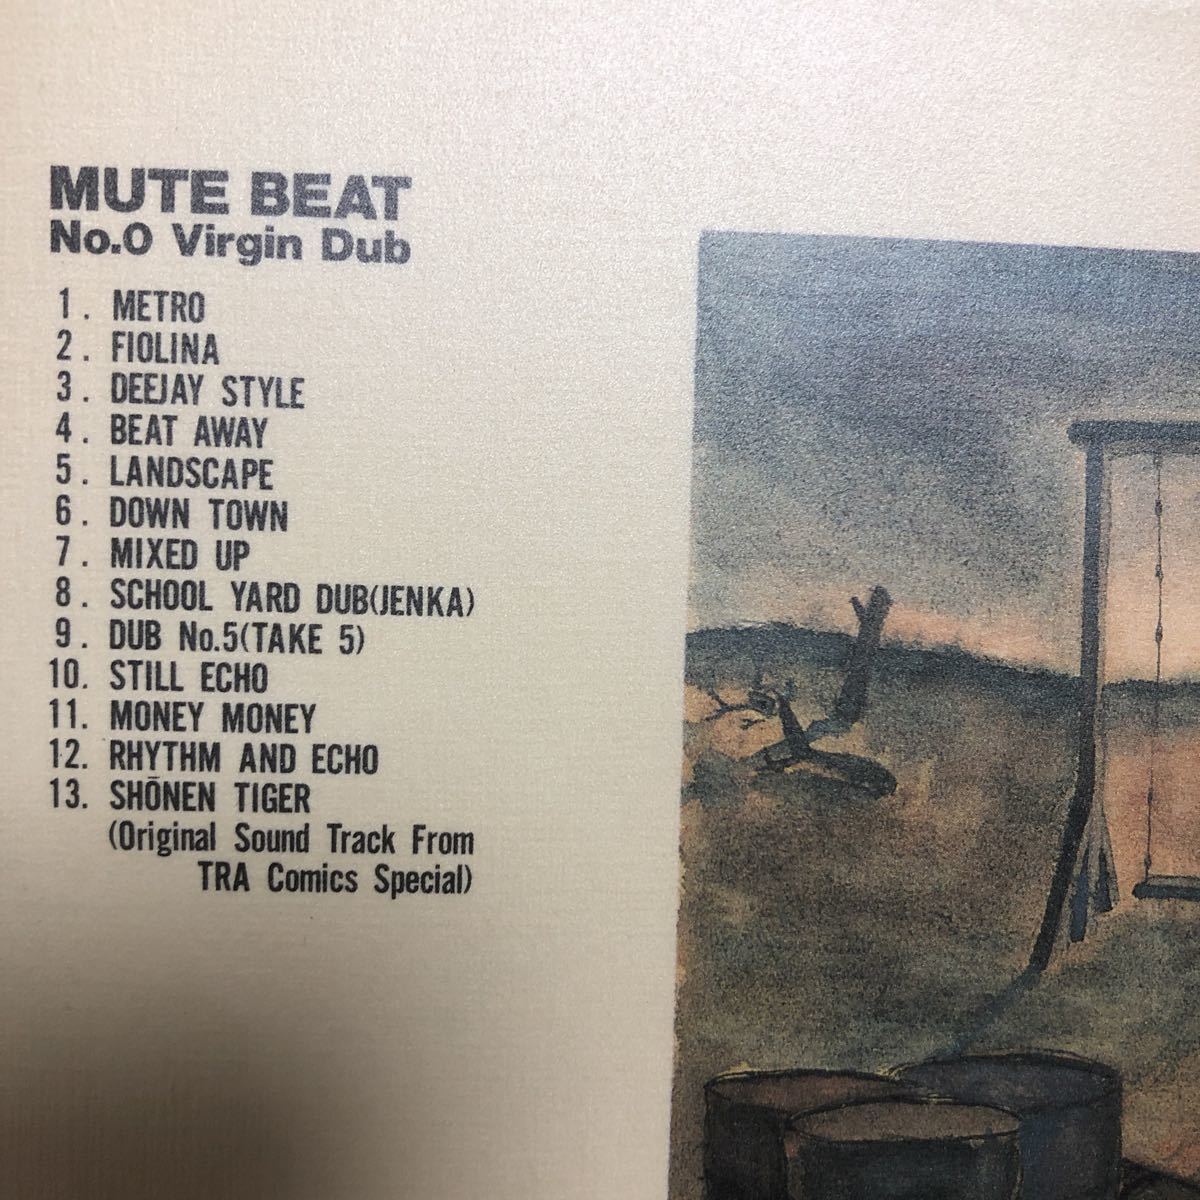 MUTE BEAT
No.0 Virgin Dub
1. METRO
2. FIOLINA
3. DEEJAY STYLE
4. BEAT AWAY
5. LANDSCAPE
6. DOWN TOWN
7. MIXED UP
8. SCHOOL YARD DUB(JENKA)
9. DUB No.5(TAKE 5)
10. STILL ECHO
11. MONEY MONEY
12. RHYTHM AND ECHO
13. SHŌNEN TIGER
(Original Sound Track From
TRA Comics Special)